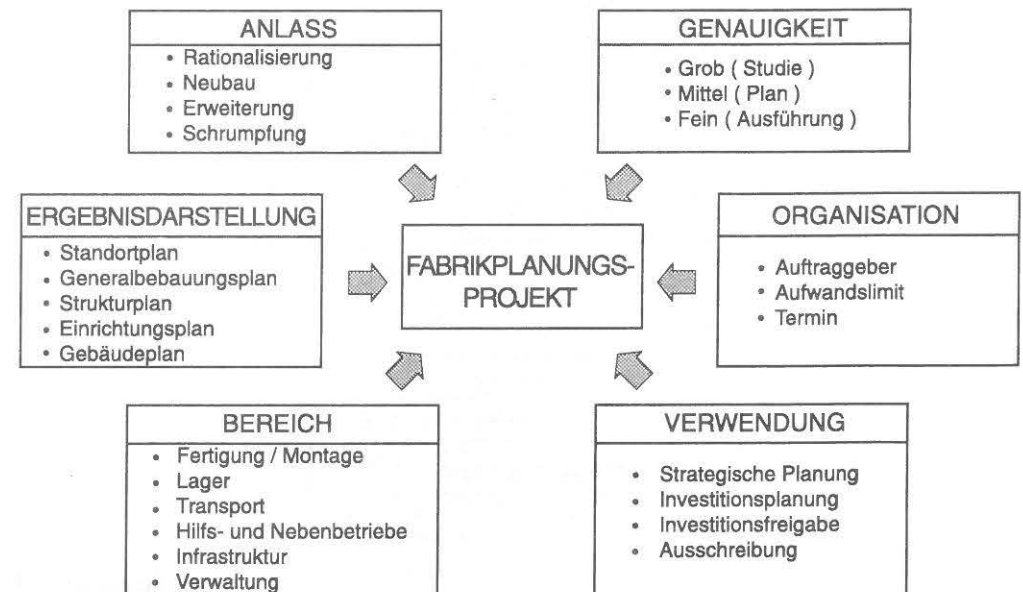 ANLASS
• Rationalisierung
• Neubau
• Erweiterung
• Schrumpfung
GENAUIGKEIT
• Grob ( Studie )
• Mittel ( Plan )
• Fein ( Ausführung )
ERGEBNISDARSTELLUNG
• Standortplan
• Generalbebauungsplan
• Strukturplan
• Einrichtungsplan
• Gebäudeplan
FABRIKPLANUNGS-
PROJEKT
ORGANISATION
• Auftraggeber
• Aufwandslimit
• Termin
BEREICH
• Fertigung / Montage
• Lager
• Transport
• Hilfs- und Nebenbetriebe
• Infrastruktur
• Verwaltung
VERWENDUNG
• Strategische Planung
• Investitionsplanung
• Investitionsfreigabe
• Ausschreibung